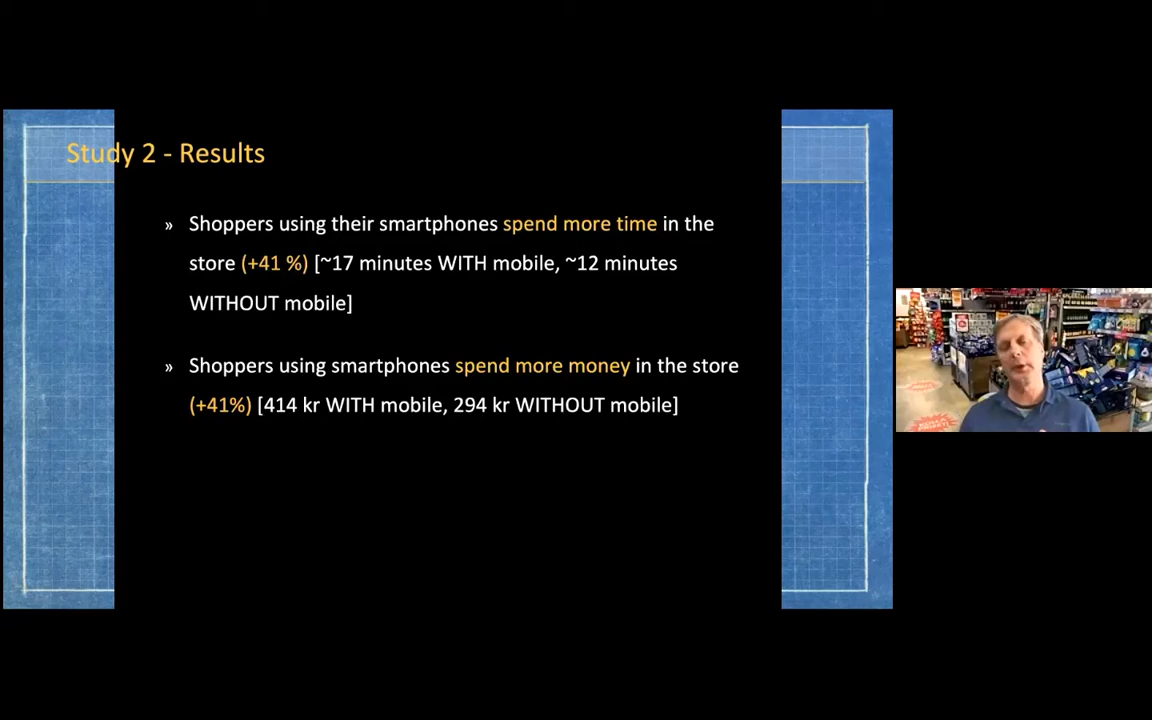 Study 2 - Results
» Shoppers using their smartphones spend more time in the
store (+41 %) [~17 minutes WITH mobile, ~12 minutes
WITHOUT mobile]
» Shoppers using smartphones spend more money in the store
(+41%) [414 kr WITH mobile, 294 kr WITHOUT mobile]